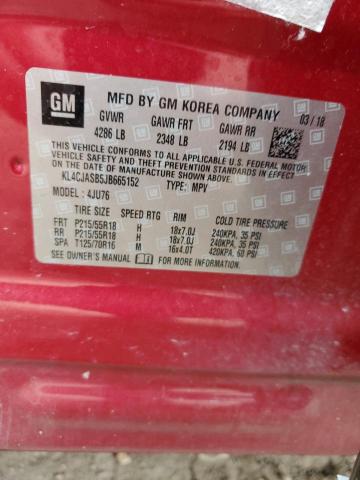 GM
MFD BY GM KOREA COMPANY 03/18
GVWR GAWR FRT GAWR RR
4286 LB 2348 LB 2194 LB
THIS VEHICLE CONFORMS TO ALL APPLICABLE U.S. FEDERAL MOTOR
VEHICLE SAFETY AND THEFT PREVENTION STANDARDS IN EFFECT ON THE
DATE OF MANUFACTURE SHOWN ABOVE.
KL4CJASB5JB665152 TYPE: MPV
MODEL: 4JU76
TIRE SIZE SPEED RTG RIM COLD TIRE PRESSURE
FRT P215/55R18 H 18x7.0J 240KPA, 35 PSI
RR P215/55R18 H 18x7.0J 240KPA, 35 PSI
SPA T125/70R16 M 16x4.0T 420KPA, 60 PSI
SEE OWNER'S MANUAL FOR MORE INFORMATION.